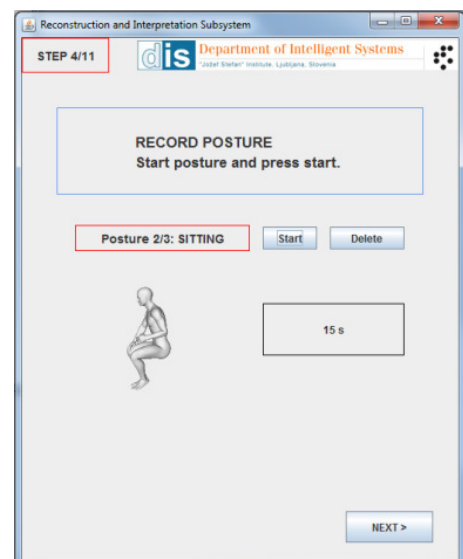 Reconstruction and Interpretation Subsystem
STEP 4/11
dis
Department of Intelligent Systems
"Jožef Stefan" Institute, Ljubljana, Slovenia
RECORD POSTURE
Start posture and press start.
Posture 2/3: SITTING
Start
Delete
15 s
NEXT >